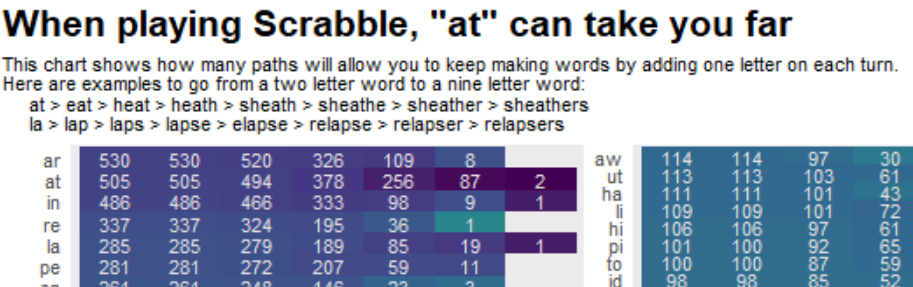 When playing Scrabble, "at" can take you far
This chart shows how many paths will allow you to keep making words by adding one letter on each turn.
Here are examples to go from a two letter word to a nine letter word:
at > eat > heat > heath > sheath > sheathe > sheather > sheathers
la > lap > laps > lapse > elapse > relapse > relapser > relapsers
ar 530 530 520 326 109 8
at 505 505 494 378 256 87 2
in 486 486 466 333 98 9 1
re 337 337 324 195 36 1
la 285 285 279 189 85 19 1
pe 281 281 272 207 59 11
261 261 248 146 23 3
aw 114 114 97 30
ut 113 113 103 61
ha 111 111 101 43
li 109 109 101 72
hi 106 106 97 61
pi 101 100 92 65
to 100 100 87 59
id 98 98 85 52